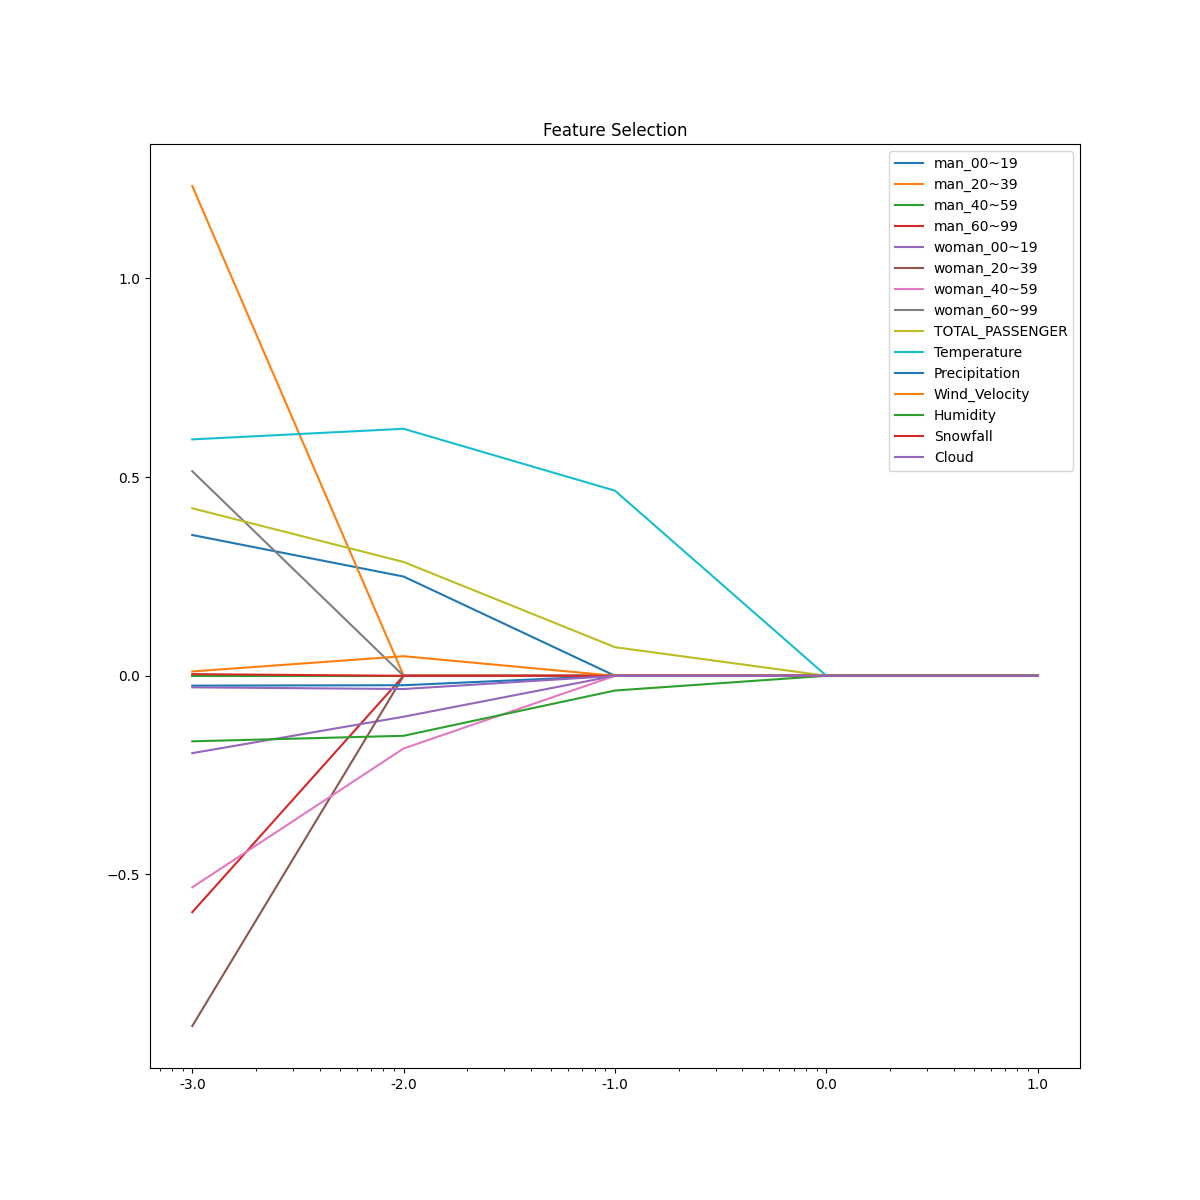 Feature Selection
man_00~19
man_20~39
man_40~59
man_60~99
woman_00~19
woman_20~39
woman_40~59
woman_60~99
TOTAL_PASSENGER
Temperature
Precipitation
Wind_Velocity
Humidity
Snowfall
Cloud
1.0
0.5
0.0
−0.5
-3.0 -2.0 -1.0 0.0 1.0